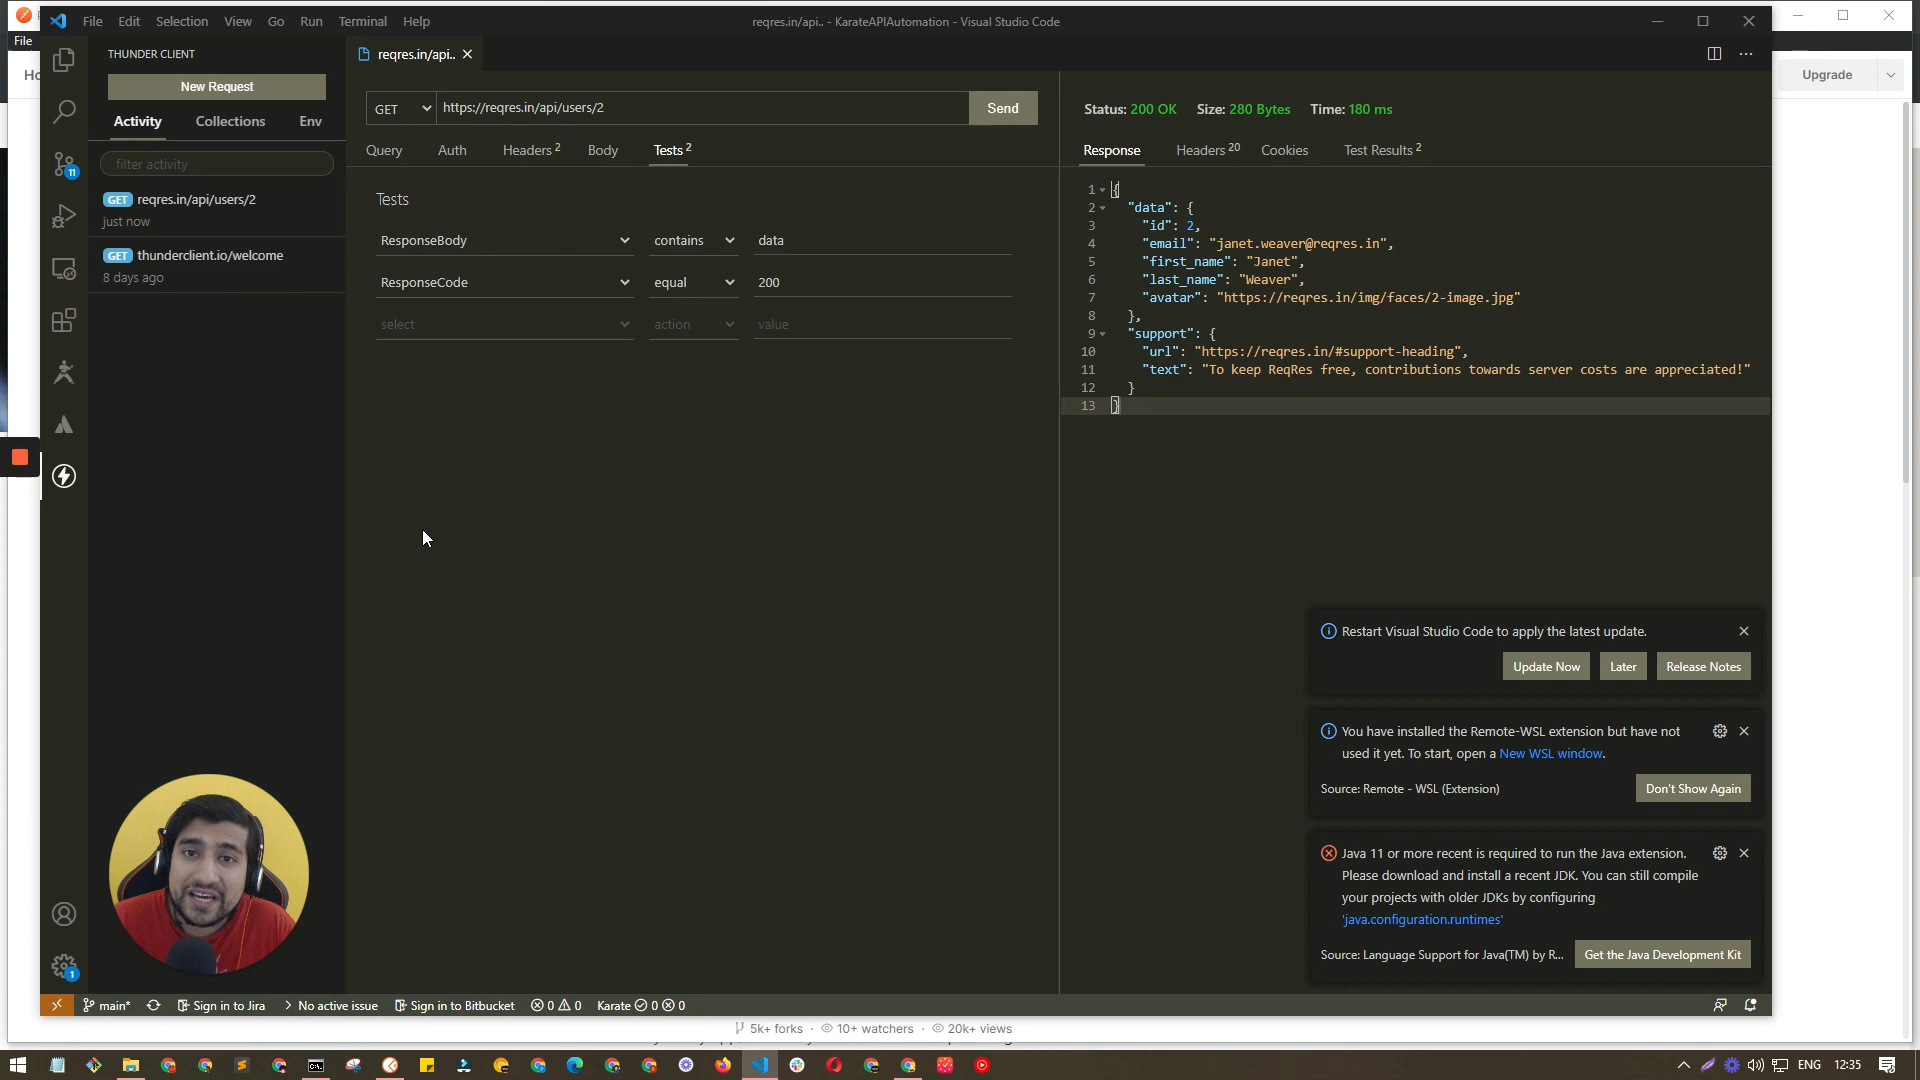 File Edit Selection View Go Run Terminal Help
reqres.in/api.. - KarateAPIAutomation - Visual Studio Code
File
Upgrade
THUNDER CLIENT
New Request
Activity Collections Env
filter activity
GET reqres.in/api/users/2
just now
GET thunderclient.io/welcome
8 days ago
reqres.in/api..
GET https://reqres.in/api/users/2 Send
Query Auth Headers 2 Body Tests 2
Tests
ResponseBody contains data
ResponseCode equal 200
select action value
Status: 200 OK Size: 280 Bytes Time: 180 ms
Response Headers 20 Cookies Test Results 2
1 {
2 "data": {
3 "id": 2,
4 "email": "janet.weaver@reqres.in",
5 "first_name": "Janet",
6 "last_name": "Weaver",
7 "avatar": "https://reqres.in/img/faces/2-image.jpg"
8 },
9 "support": {
10 "url": "https://reqres.in/#support-heading",
11 "text": "To keep ReqRes free, contributions towards server costs are appreciated!"
12 }
13 }
Restart Visual Studio Code to apply the latest update.
Update Now Later Release Notes
You have installed the Remote-WSL extension but have not
used it yet. To start, open a New WSL window.
Source: Remote - WSL (Extension) Don't Show Again
Java 11 or more recent is required to run the Java extension.
Please download and install a recent JDK. You can still compile
your projects with older JDKs by configuring
'java.configuration.runtimes'
Source: Language Support for Java(TM) by R... Get the Java Development Kit
11
1
main* Sign in to Jira No active issue Sign in to Bitbucket 0 0 Karate 0 0
5k+ forks · 10+ watchers · 20k+ views
ENG 12:35